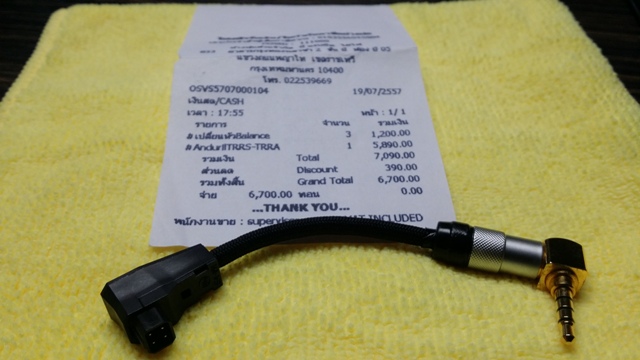 แขวงถนนพญาไท เขตราชเทวี
กรุงเทพมหานคร 10400
โทร. 022539669
OSVS5707000104 19/07/2557
เงินสด/CASH
เวลา : 17:55 หน้า : 1/ 1
รายการ จำนวน รวมเงิน
#เปลี่ยนหัวBalance 3 1,200.00
#AndurilTRRS-TRRA 1 5,890.00
รวมเงิน Total 7,090.00
ส่วนลด Discount 390.00
รวมทั้งสิ้น Grand Total 6,700.00
จ่าย 6,700.00 ทอน 0.00
...THANK YOU...
พนักงานขาย : INCLUDED